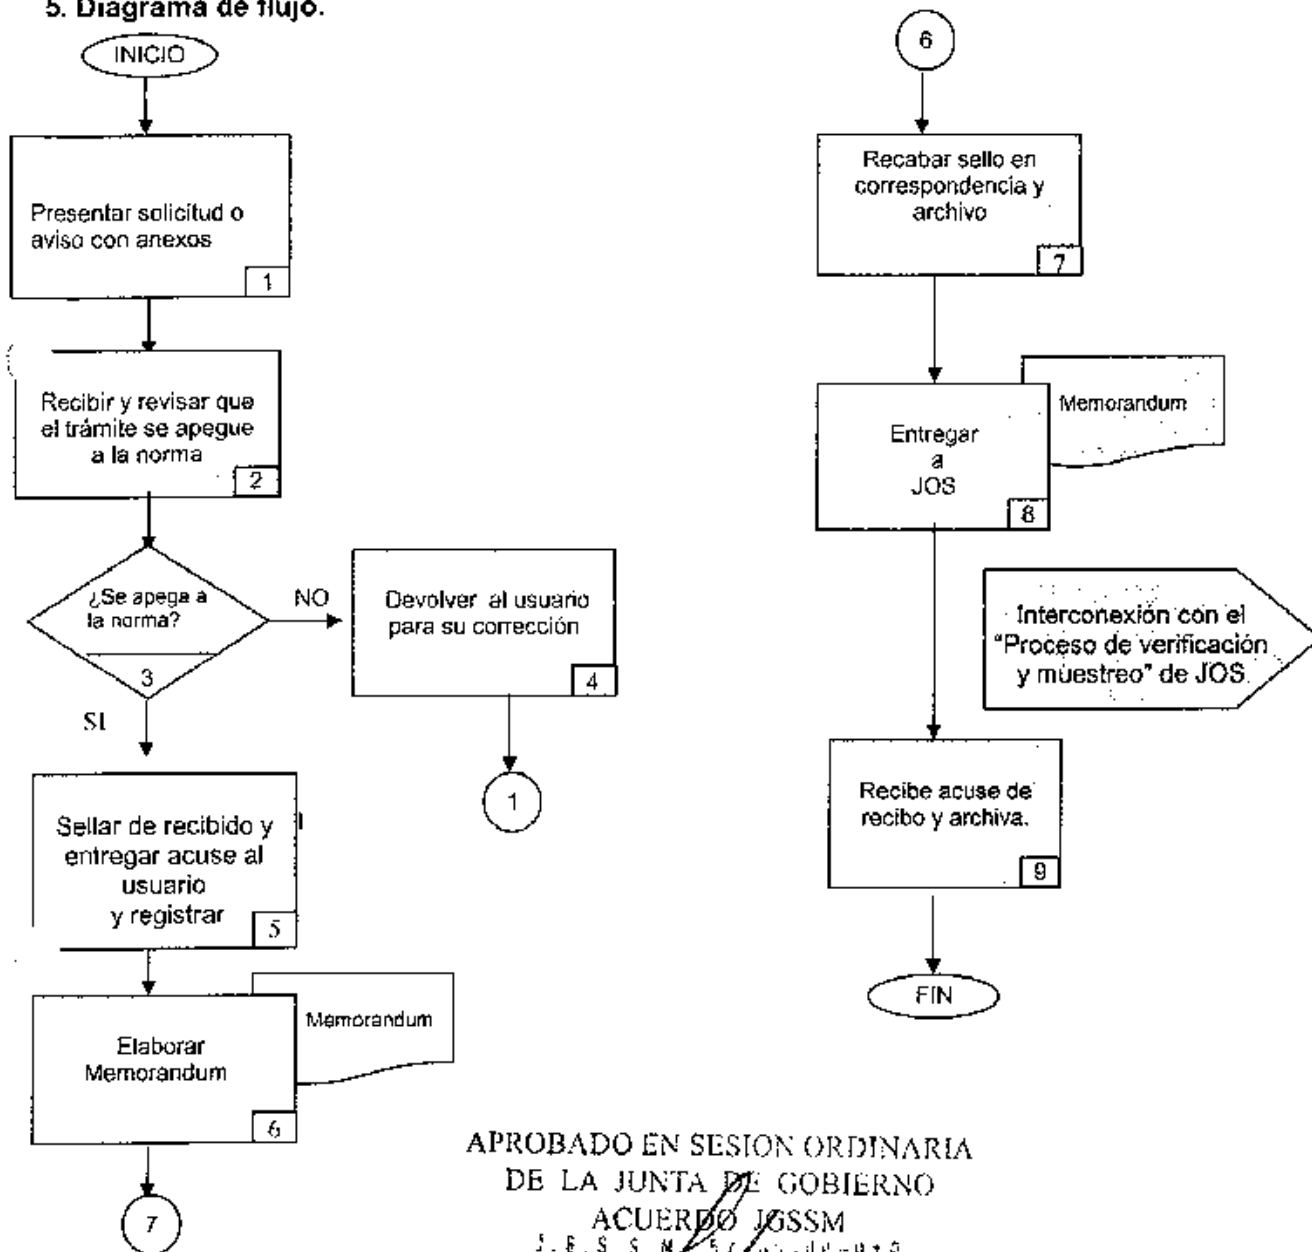 5. Diagrama de flujo.
INICIO
Presentar solicitud o
aviso con anexos
1
Recibir y revisar que
el trámite se apegue
a la norma
2
¿Se apega a
la norma?
3
NO
SI
Devolver al usuario
para su corrección
4
1
Sellar de recibido y
entregar acuse al
usuario
y registrar
5
Elaborar
Memorandum
6
Memorandum
7
6
Recabar sello en
correspondencia y
archivo
7
Entregar
a
JOS
8
Memorandum
Interconexión con el
"Proceso de verificación
y muestreo" de JOS.
Recibe acuse de
recibo y archiva.
9
FIN
APROBADO EN SESION ORDINARIA
DE LA JUNTA DE GOBIERNO
ACUERDO JGSSM